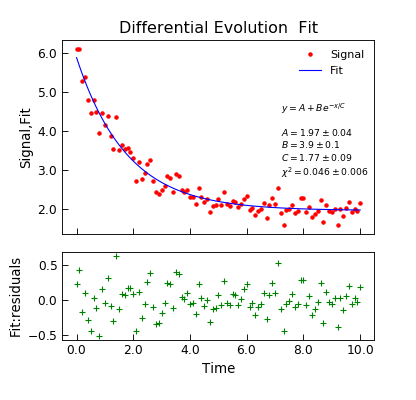 Differential Evolution  Fit
Signal,Fit
6.0
5.0
4.0
3.0
2.0
Signal
Fit
y = A + Be^{-x/C}
A = 1.97 ± 0.04
B = 3.9 ± 0.1
C = 1.77 ± 0.09
χ² = 0.046 ± 0.006
Fit:residuals
0.5
0.0
−0.5
0.0 2.0 4.0 6.0 8.0 10.0
Time